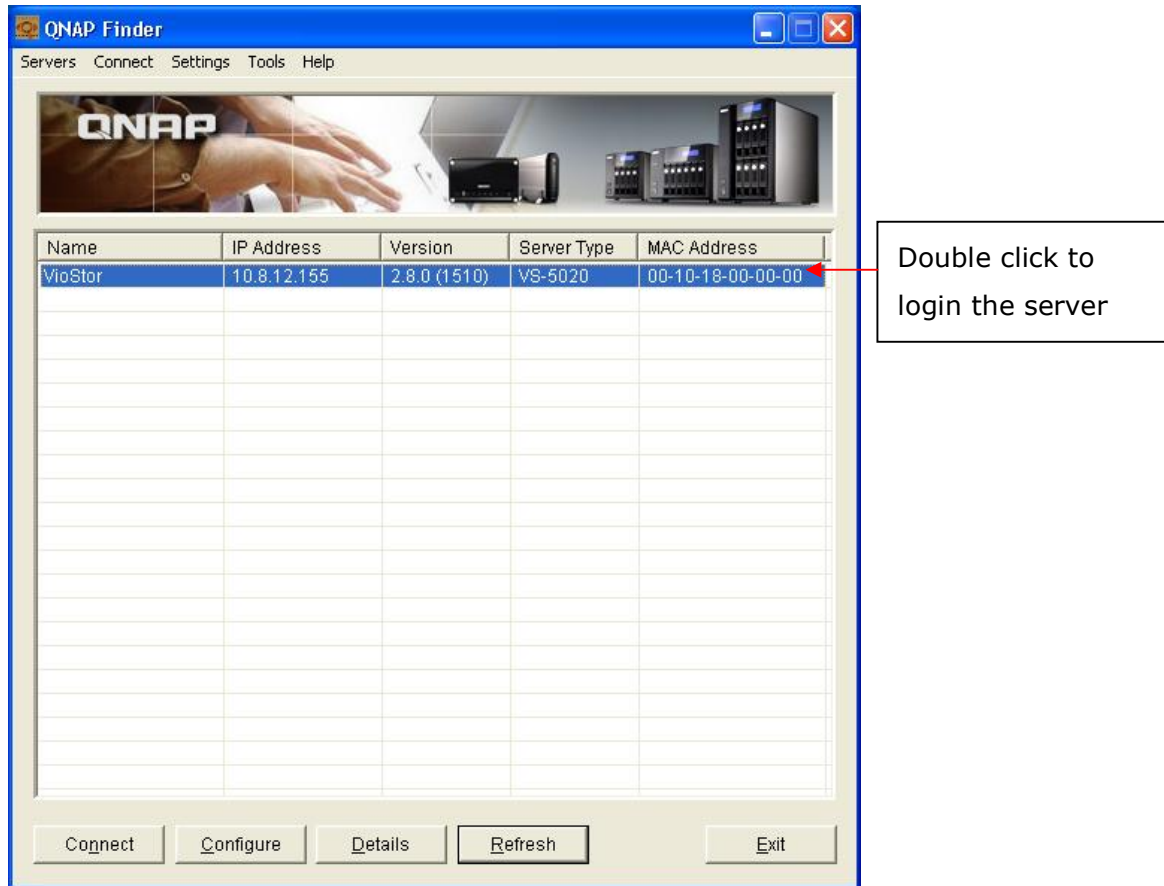 QNAP Finder
Servers Connect Settings Tools Help
QNAP
Name IP Address Version Server Type MAC Address
VioStor 10.8.12.155 2.8.0 (1510) VS-5020 00-10-18-00-00-00
Double click to
login the server
Connect Configure Details Refresh Exit